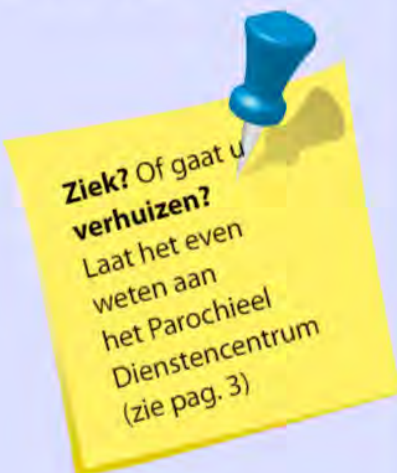 Ziek? Of gaat u
verhuizen?
Laat het even
weten aan
het Parochieel
Dienstencentrum
(zie pag. 3)